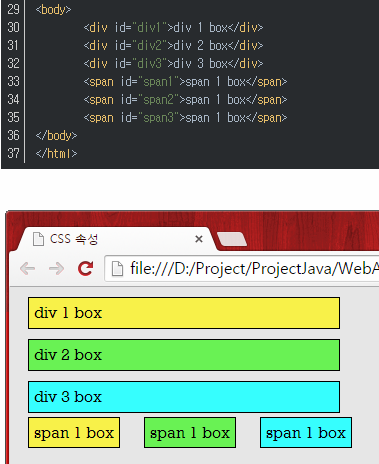 29 <body>
30 <div id="div1">div 1 box</div>
31 <div id="div2">div 2 box</div>
32 <div id="div3">div 3 box</div>
33 <span id="span1">span 1 box</span>
34 <span id="span2">span 1 box</span>
35 <span id="span3">span 1 box</span>
36 </body>
37 </html>
CSS 속성
file:///D:/Project/ProjectJava/WebA
div 1 box
div 2 box
div 3 box
span 1 box span 1 box span 1 box